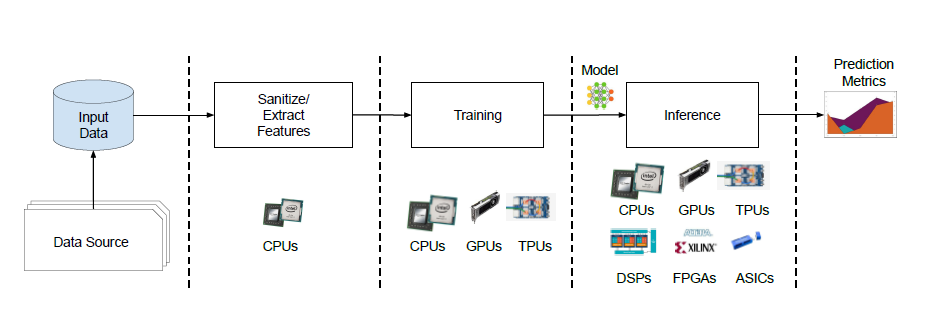 Prediction
Metrics
Model
Input
Data
Sanitize/
Extract
Features
Training
Inference
Data Source
CPUs
CPUs
GPUs
TPUs
CPUs
GPUs
TPUs
XILINX
DSPs
FPGAs
ASICs